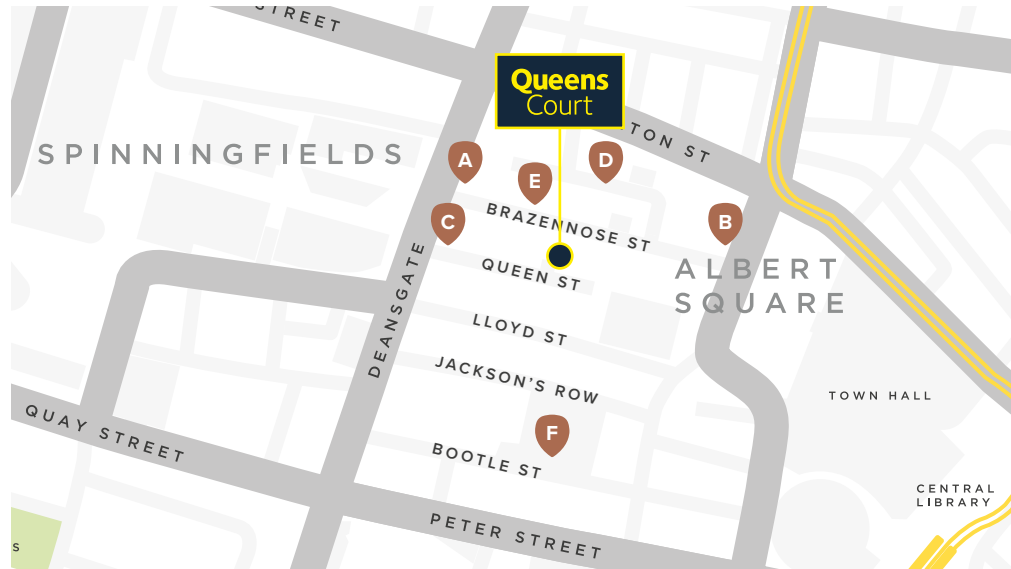 STREET
Queens
Court
TON ST
SPINNINGFIELDS
A
D
E
BRAZENNOSE ST
C
B
QUEEN ST
ALBERT
SQUARE
DEANSGATE
LLOYD ST
JACKSON'S ROW
TOWN HALL
QUAY STREET
F
BOOTLE ST
CENTRAL
LIBRARY
PETER STREET
S